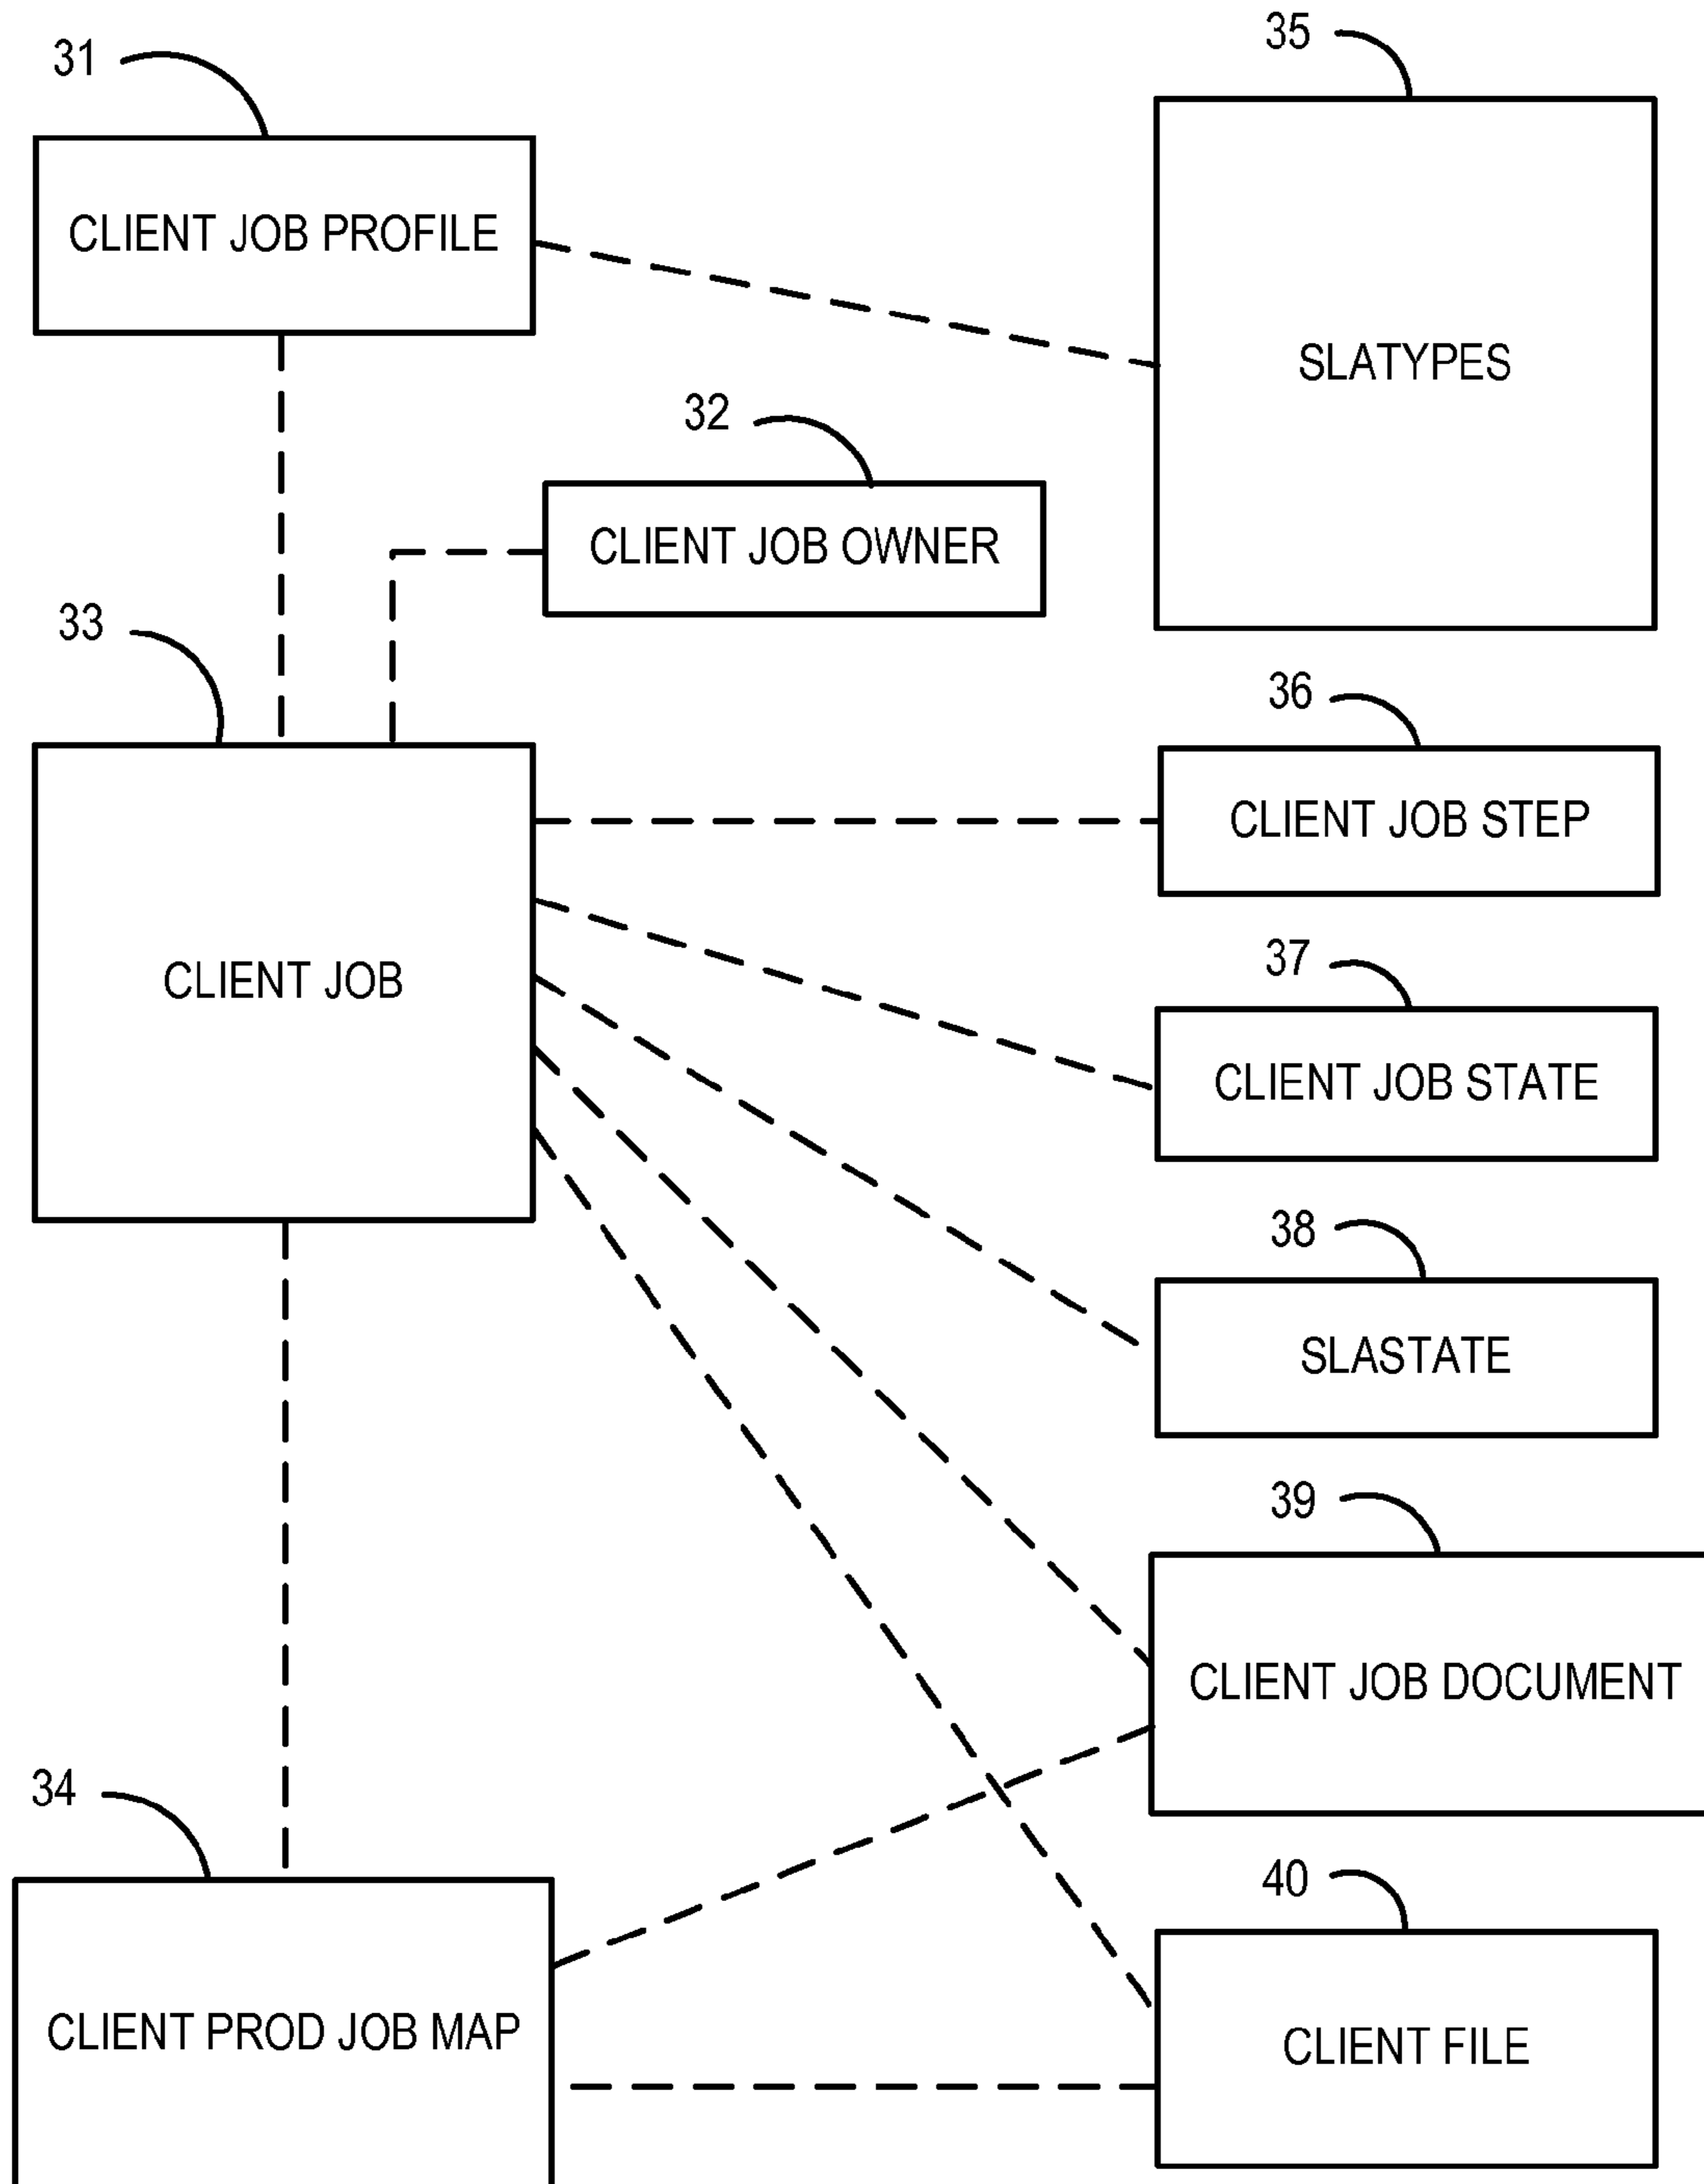 31
35
CLIENT JOB PROFILE
SLATYPES
32
CLIENT JOB OWNER
33
36
CLIENT JOB STEP
CLIENT JOB
37
CLIENT JOB STATE
38
SLASTATE
39
CLIENT JOB DOCUMENT
34
40
CLIENT PROD JOB MAP
CLIENT FILE